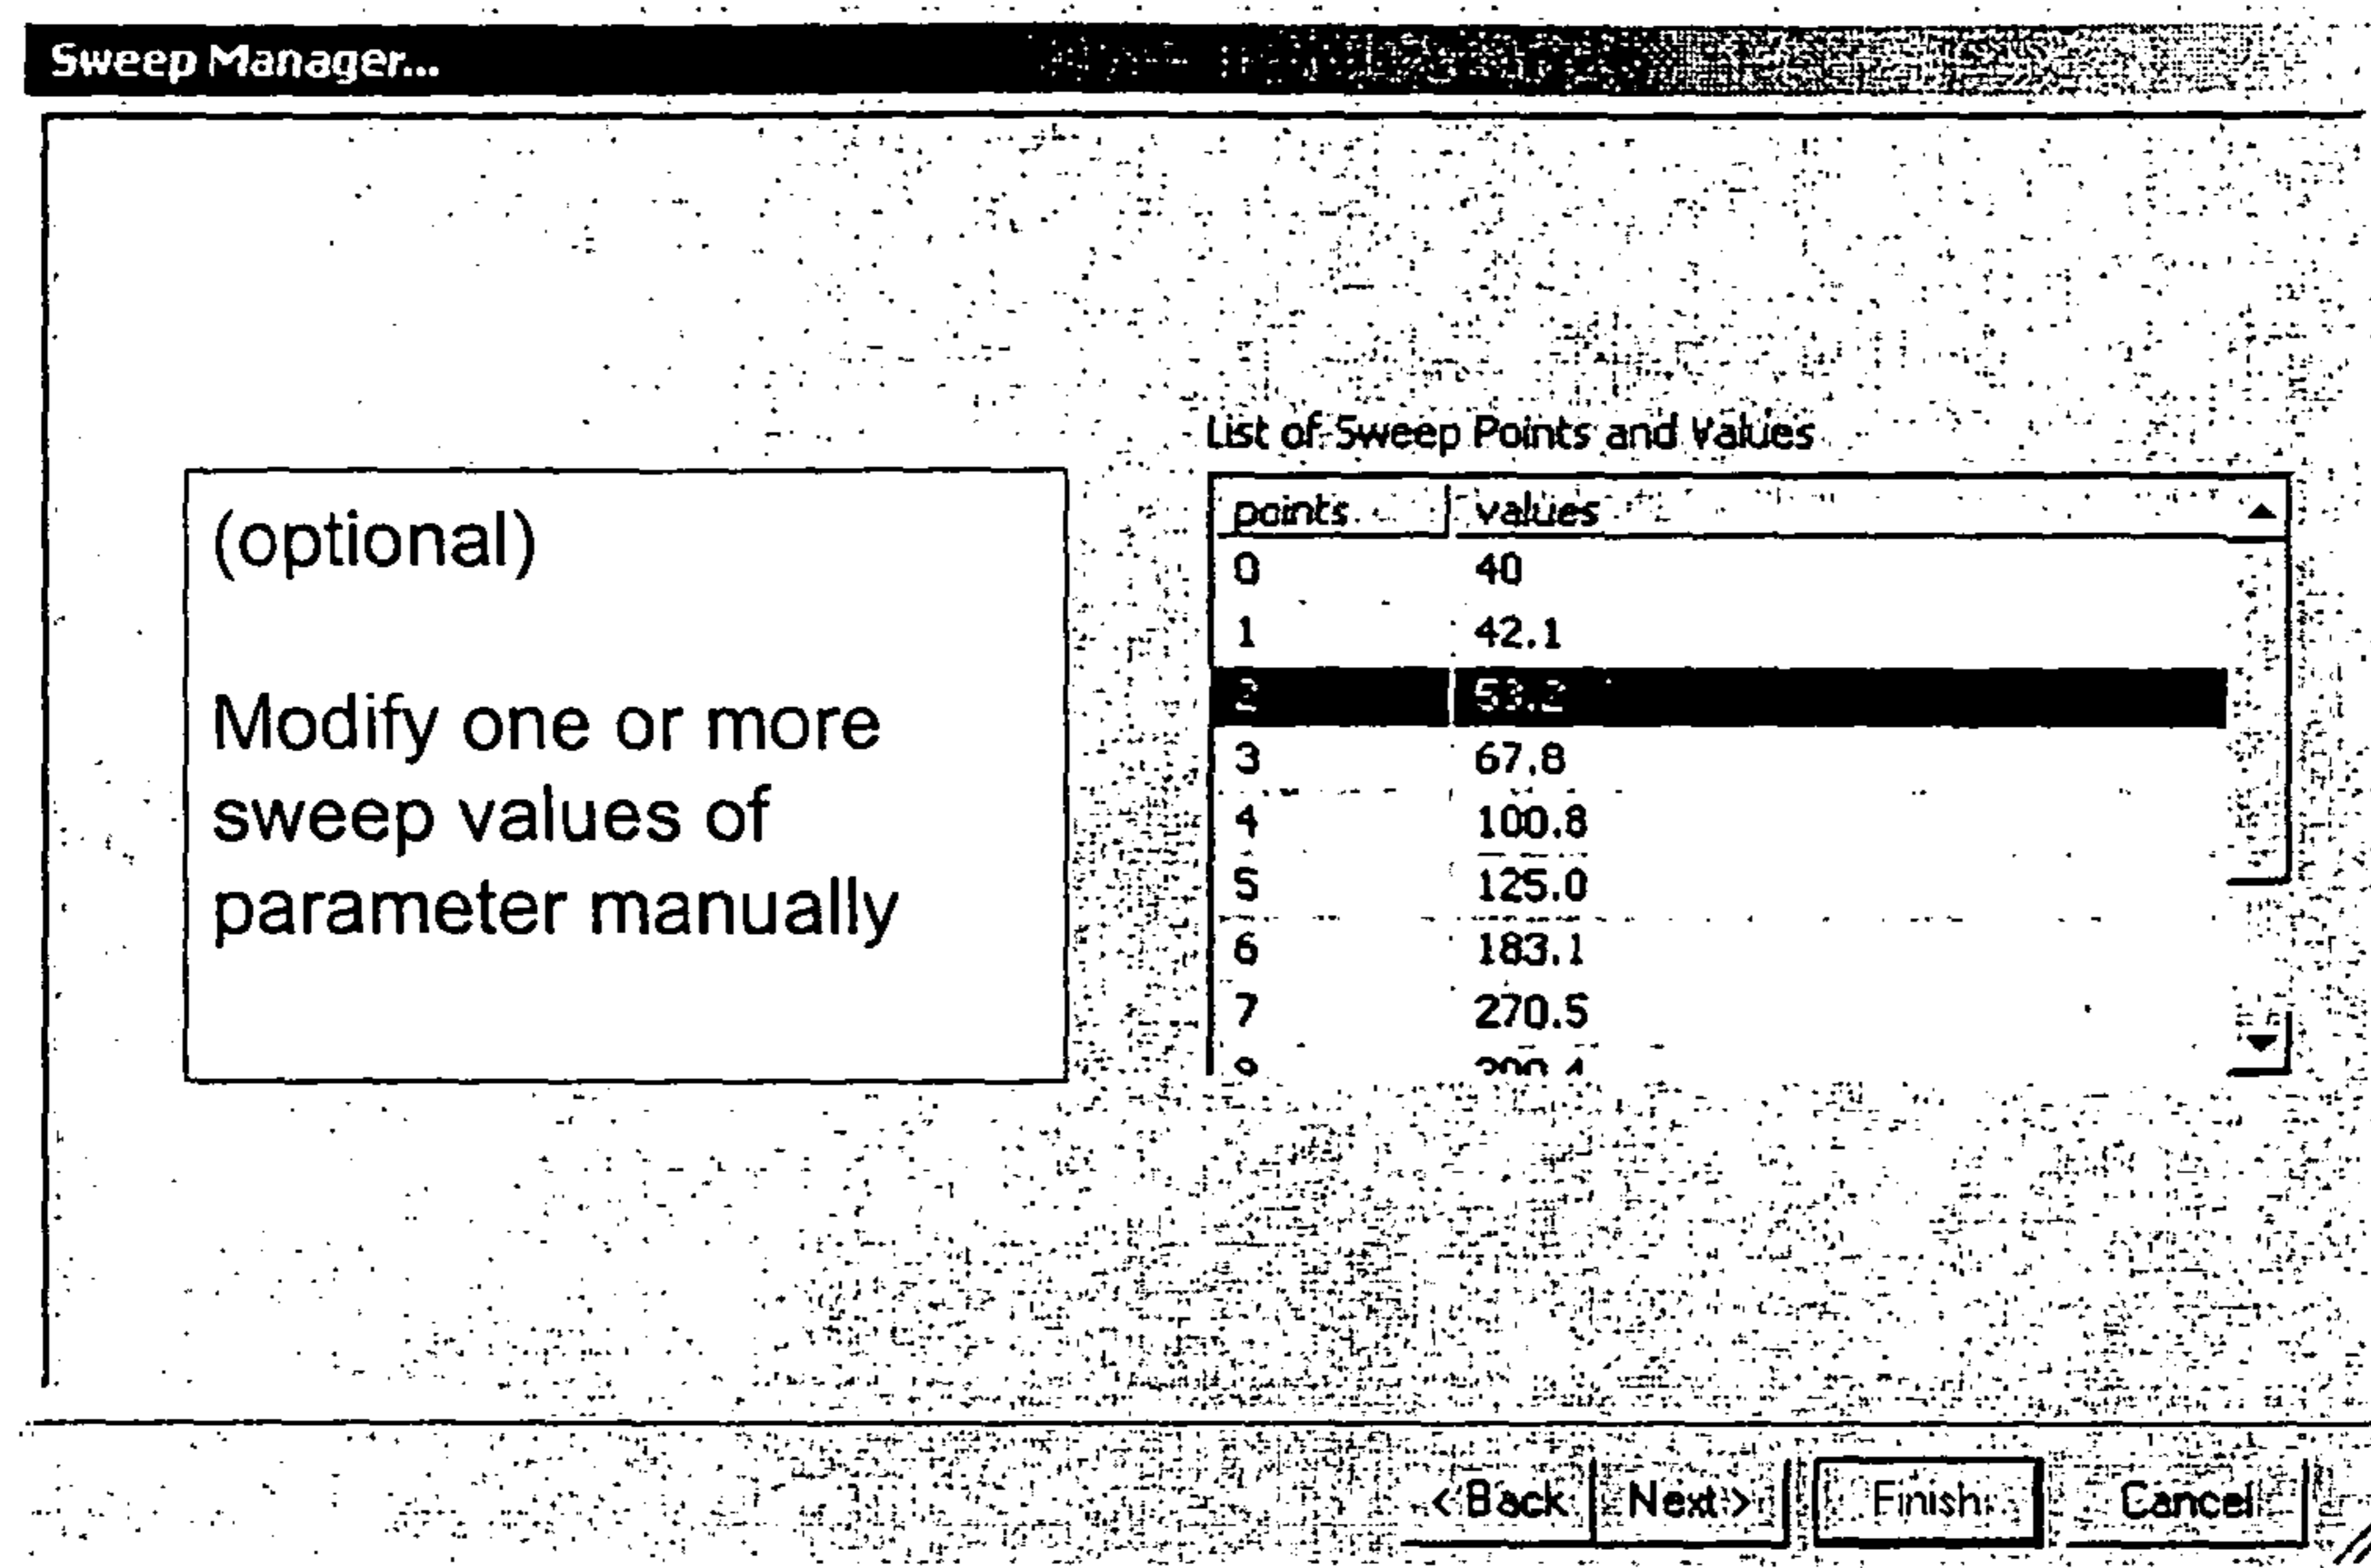 Sweep Manager...
(optional)
Modify one or more
sweep values of
parameter manually
List of Sweep Points and Values
points values
0 40
1 42.1
2 53.2
3 67.8
4 100.8
5 125.0
6 183.1
7 270.5
< Back Next > Finish Cancel